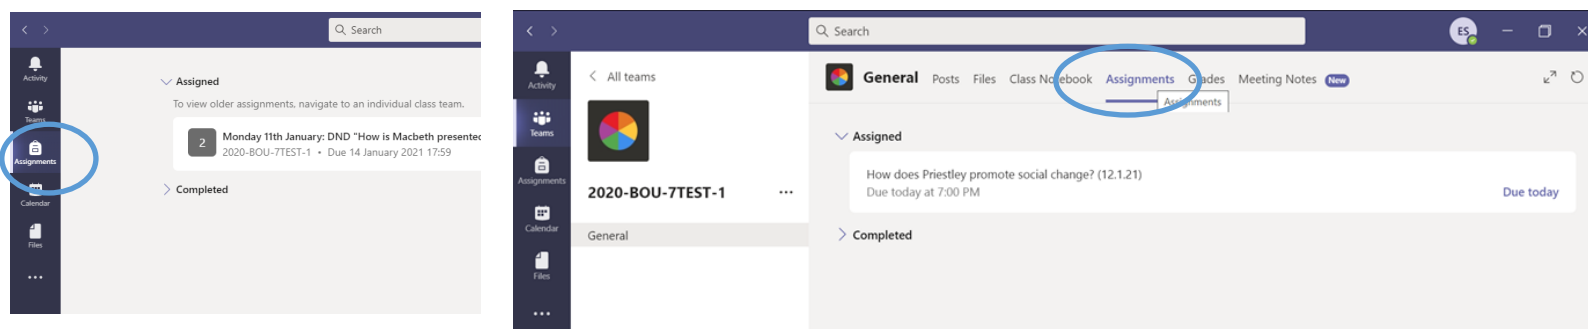 Search
Activity
Teams
Assignments
Calendar
Files
Assigned
To view older assignments, navigate to an individual class team.
2
Monday 11th January: DND "How is Macbeth presented
2020-BOU-7TEST-1 • Due 14 January 2021 17:59
Completed
Search
ES
Activity
Teams
Assignments
Calendar
Files
All teams
2020-BOU-7TEST-1
General
General Posts Files Class Notebook Assignments Grades Meeting Notes New
Assignments
Assigned
How does Priestley promote social change? (12.1.21)
Due today at 7:00 PM
Due today
Completed